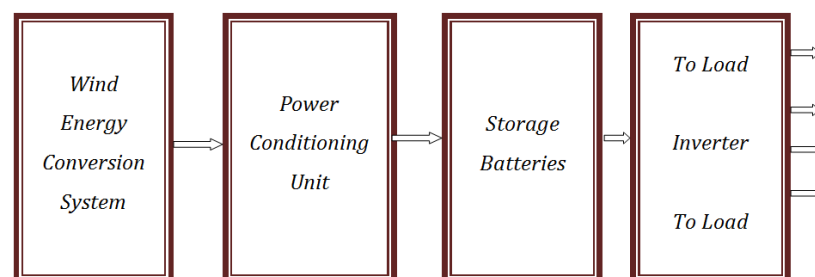 Wind
Energy
Conversion
System
Power
Conditioning
Unit
Storage
Batteries
To Load
Inverter
To Load